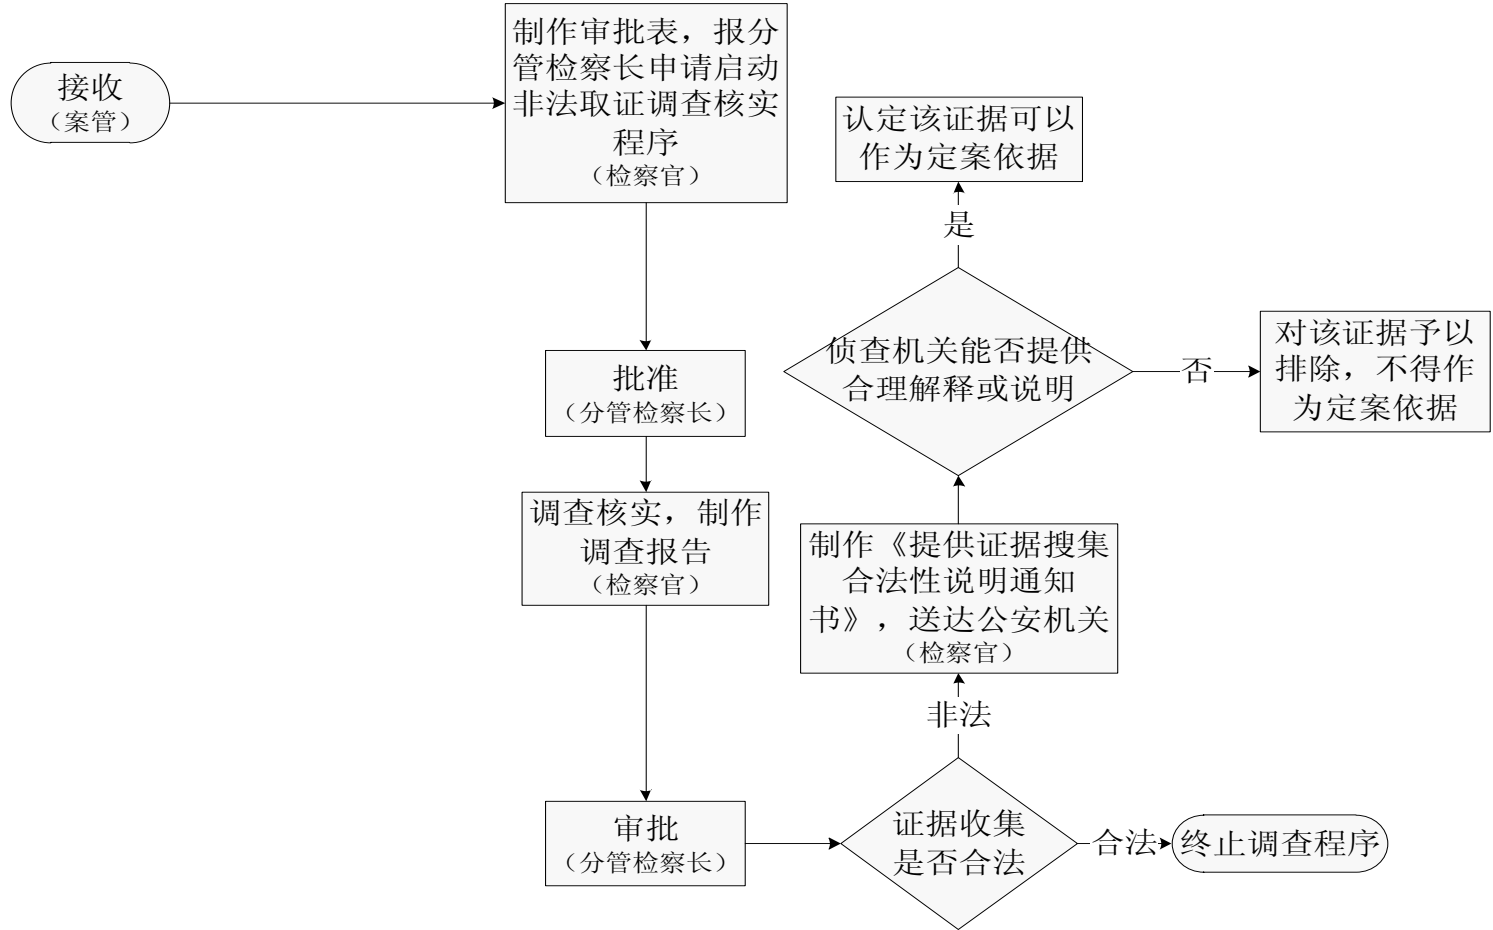 接收
（案管）
制作审批表，报分
管检察长申请启动
非法取证调查核实
程序
（检察官）
批准
（分管检察长）
调查核实，制作
调查报告
（检察官）
审批
（分管检察长）
证据收集
是否合法
合法
终止调查程序
非法
制作《提供证据搜集
合法性说明通知
书》，送达公安机关
（检察官）
侦查机关能否提供
合理解释或说明
否
对该证据予以
排除，不得作
为定案依据
是
认定该证据可以
作为定案依据